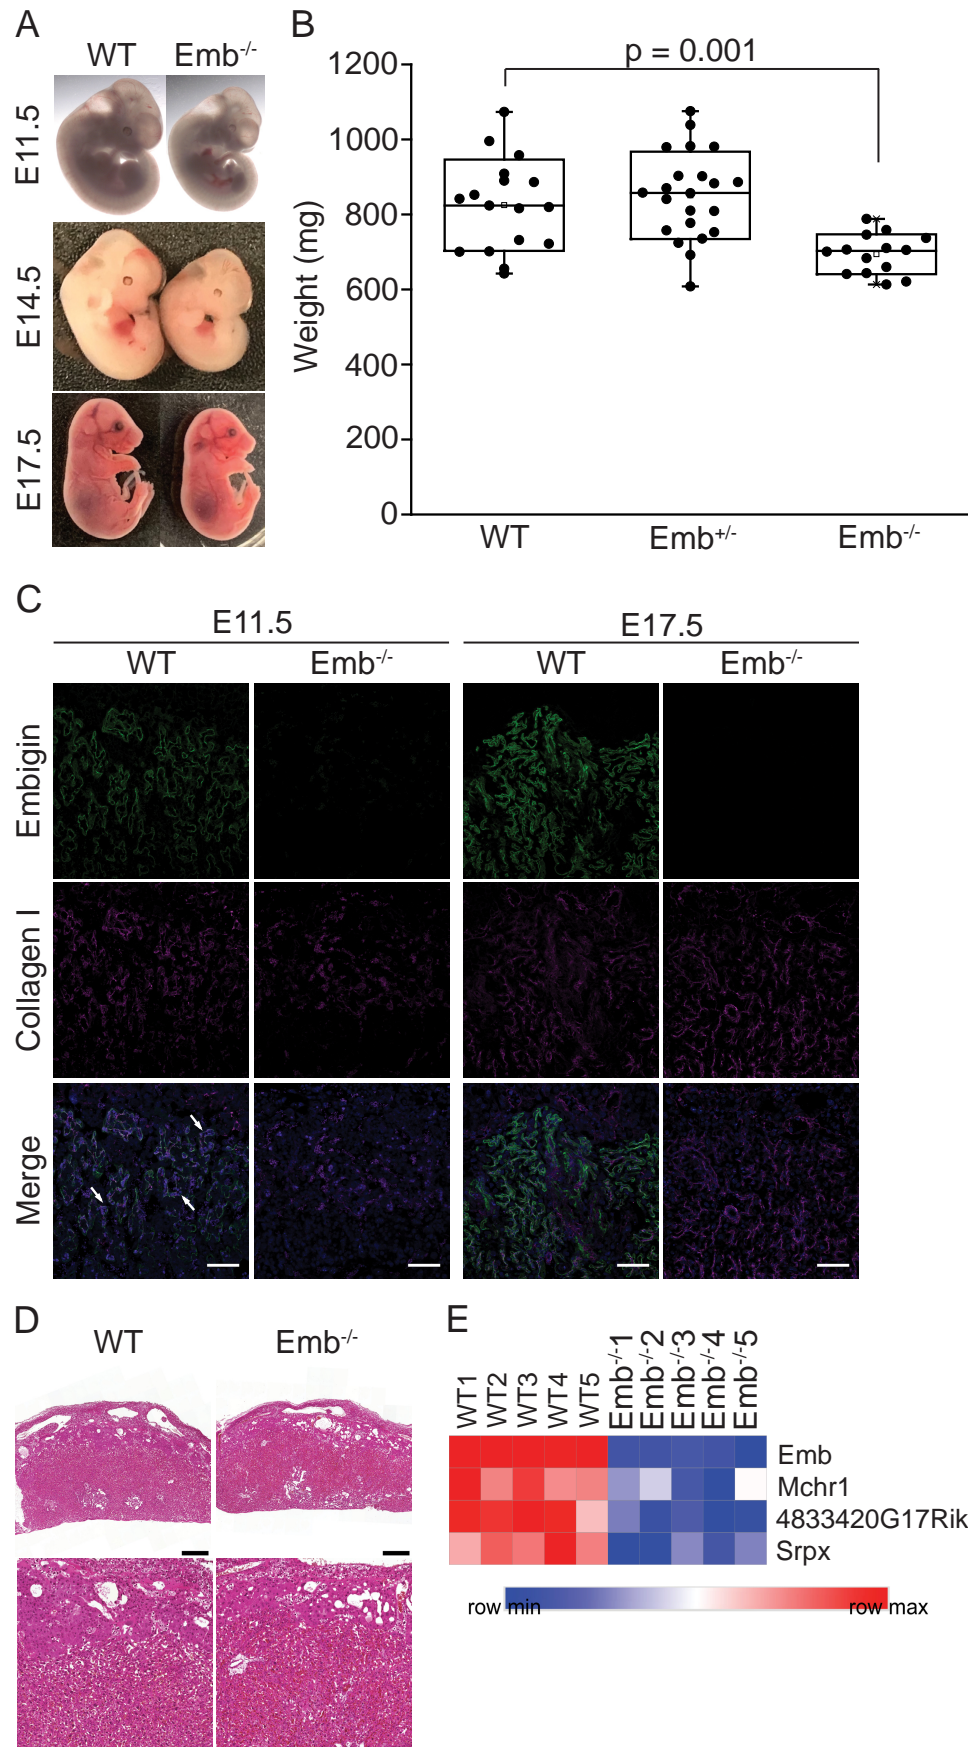 A
WT Emb-/-
E11.5
E14.5
E17.5
B
p = 0.001
1200
1000
800
600
400
200
0
Weight (mg)
WT Emb+/- Emb-/-
C
E11.5 E17.5
WT Emb-/- WT Emb-/-
Embigin
Collagen I
Merge
D
WT Emb-/-
E
WT1 WT2 WT3 WT4 WT5 Emb-/-1 Emb-/-2 Emb-/-3 Emb-/-4 Emb-/-5
Emb
Mchr1
4833420G17Rik
Srpx
row min row max